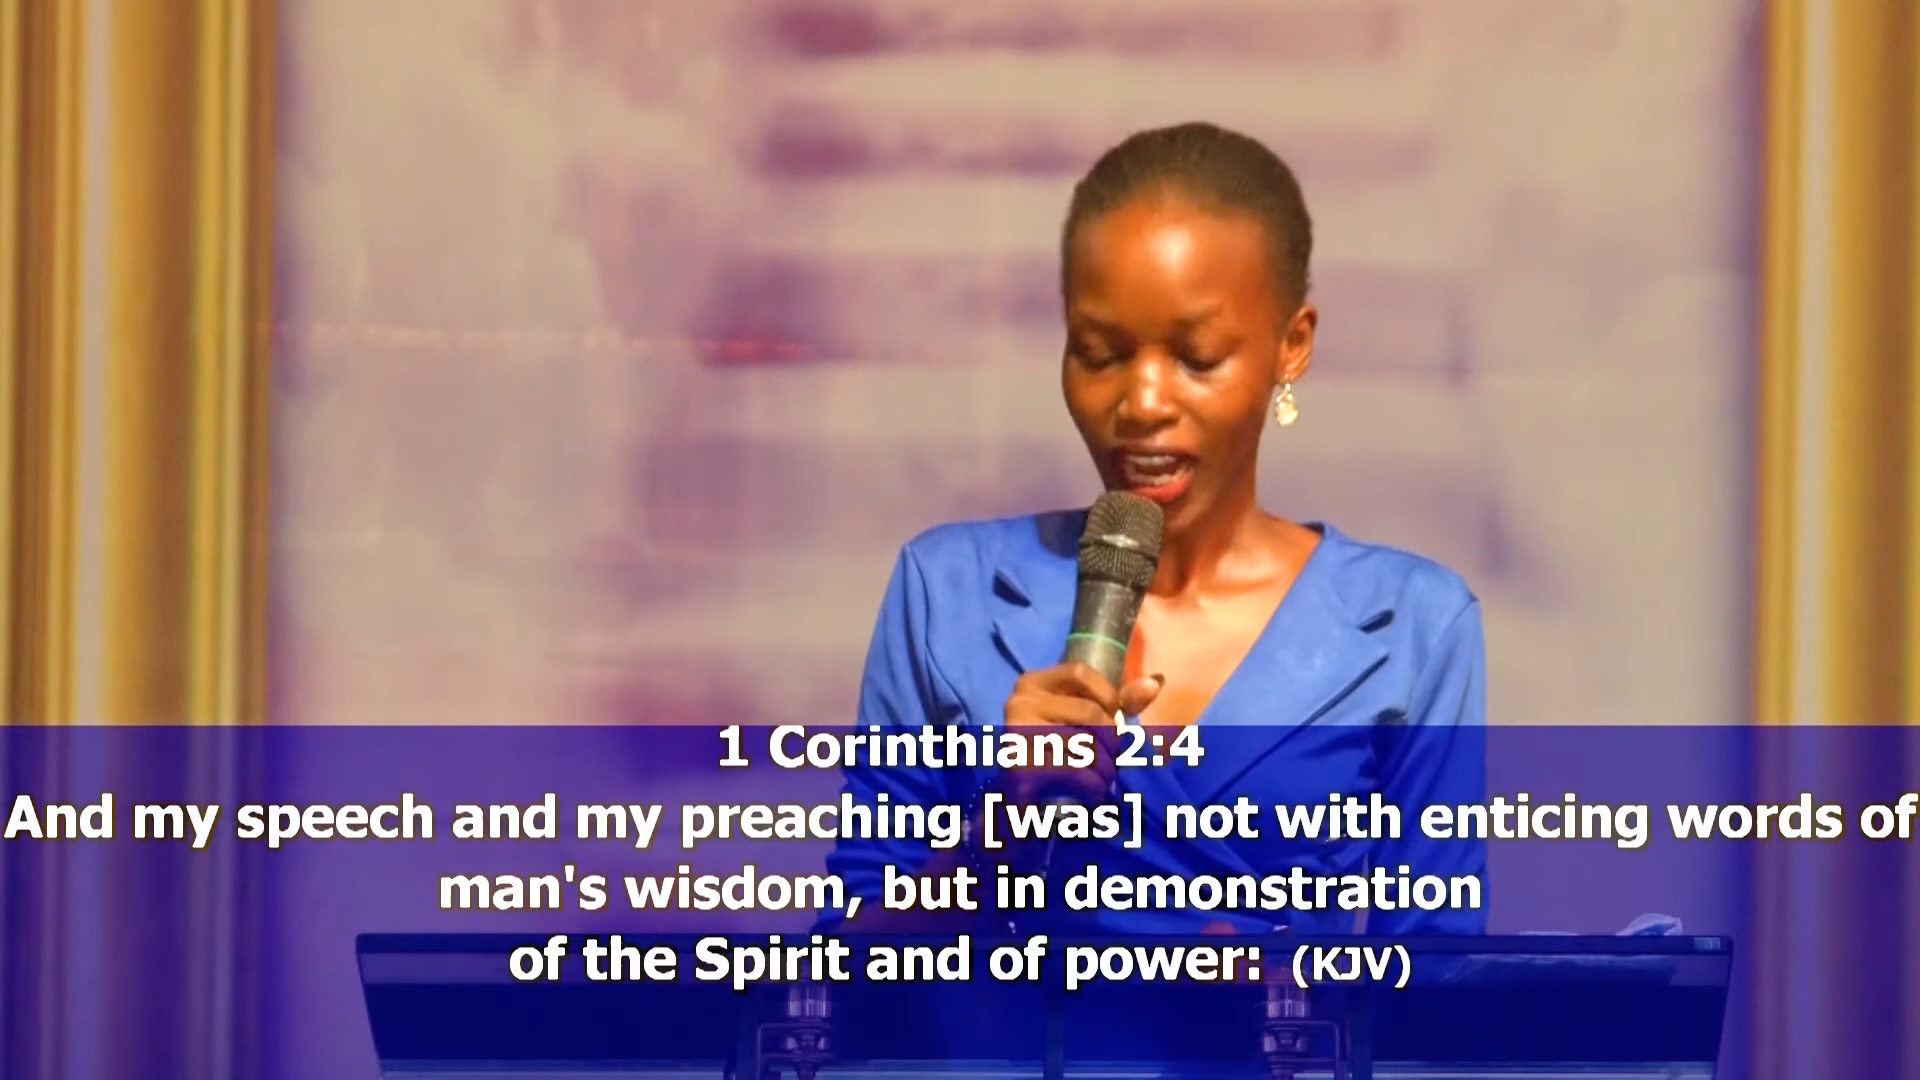 1 Corinthians 2:4
And my speech and my preaching [was] not with enticing words of
man's wisdom, but in demonstration
of the Spirit and of power: (KJV)